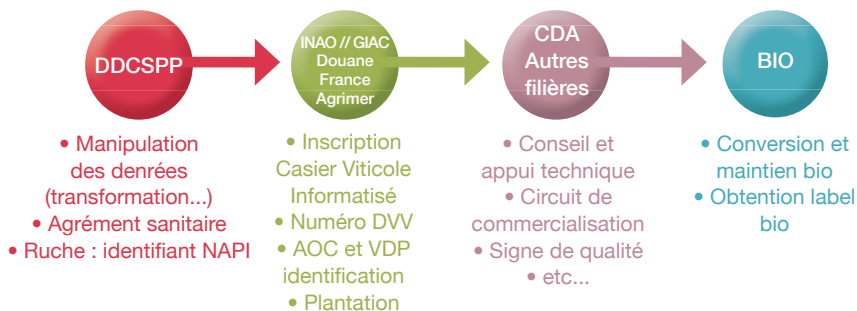 DDCSPP
• Manipulation
des denrées
(transformation...)
• Agrément sanitaire
• Ruche : identifiant NAPI
INAO // GIAC
Douane
France
Agrimer
• Inscription
Casier Viticole
Informatisé
• Numéro DVV
• AOC et VDP
identification
• Plantation
CDA
Autres
filières
• Conseil et
appui technique
• Circuit de
commercialisation
• Signe de qualité
• etc...
BIO
• Conversion et
maintien bio
• Obtention label
bio